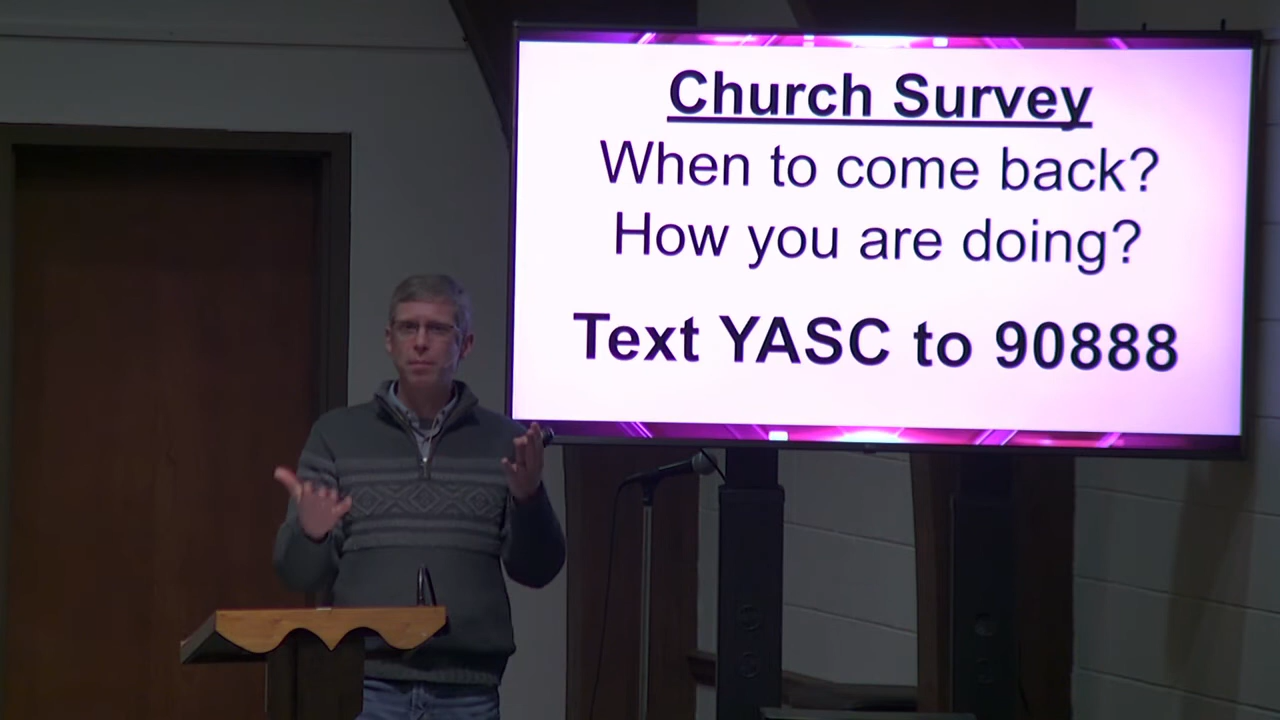 Church Survey
When to come back?
How you are doing?
Text YASC to 90888